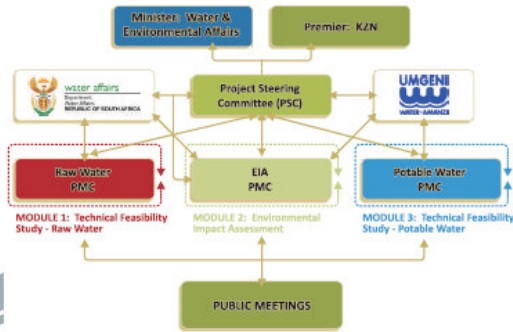 Minister: Water &
Environmental Affairs
Premier: KZN
water affairs
Department:
Water Affairs
REPUBLIC OF SOUTH AFRICA
Project Steering
Committee (PSC)
UMGENI
WATER•AMANZI
Raw Water
PMC
EIA
PMC
Potable Water
PMC
MODULE 1: Technical Feasibility
Study - Raw Water
MODULE 2: Environmental
Impact Assessment
MODULE 3: Technical Feasibility
Study - Potable Water
PUBLIC MEETINGS